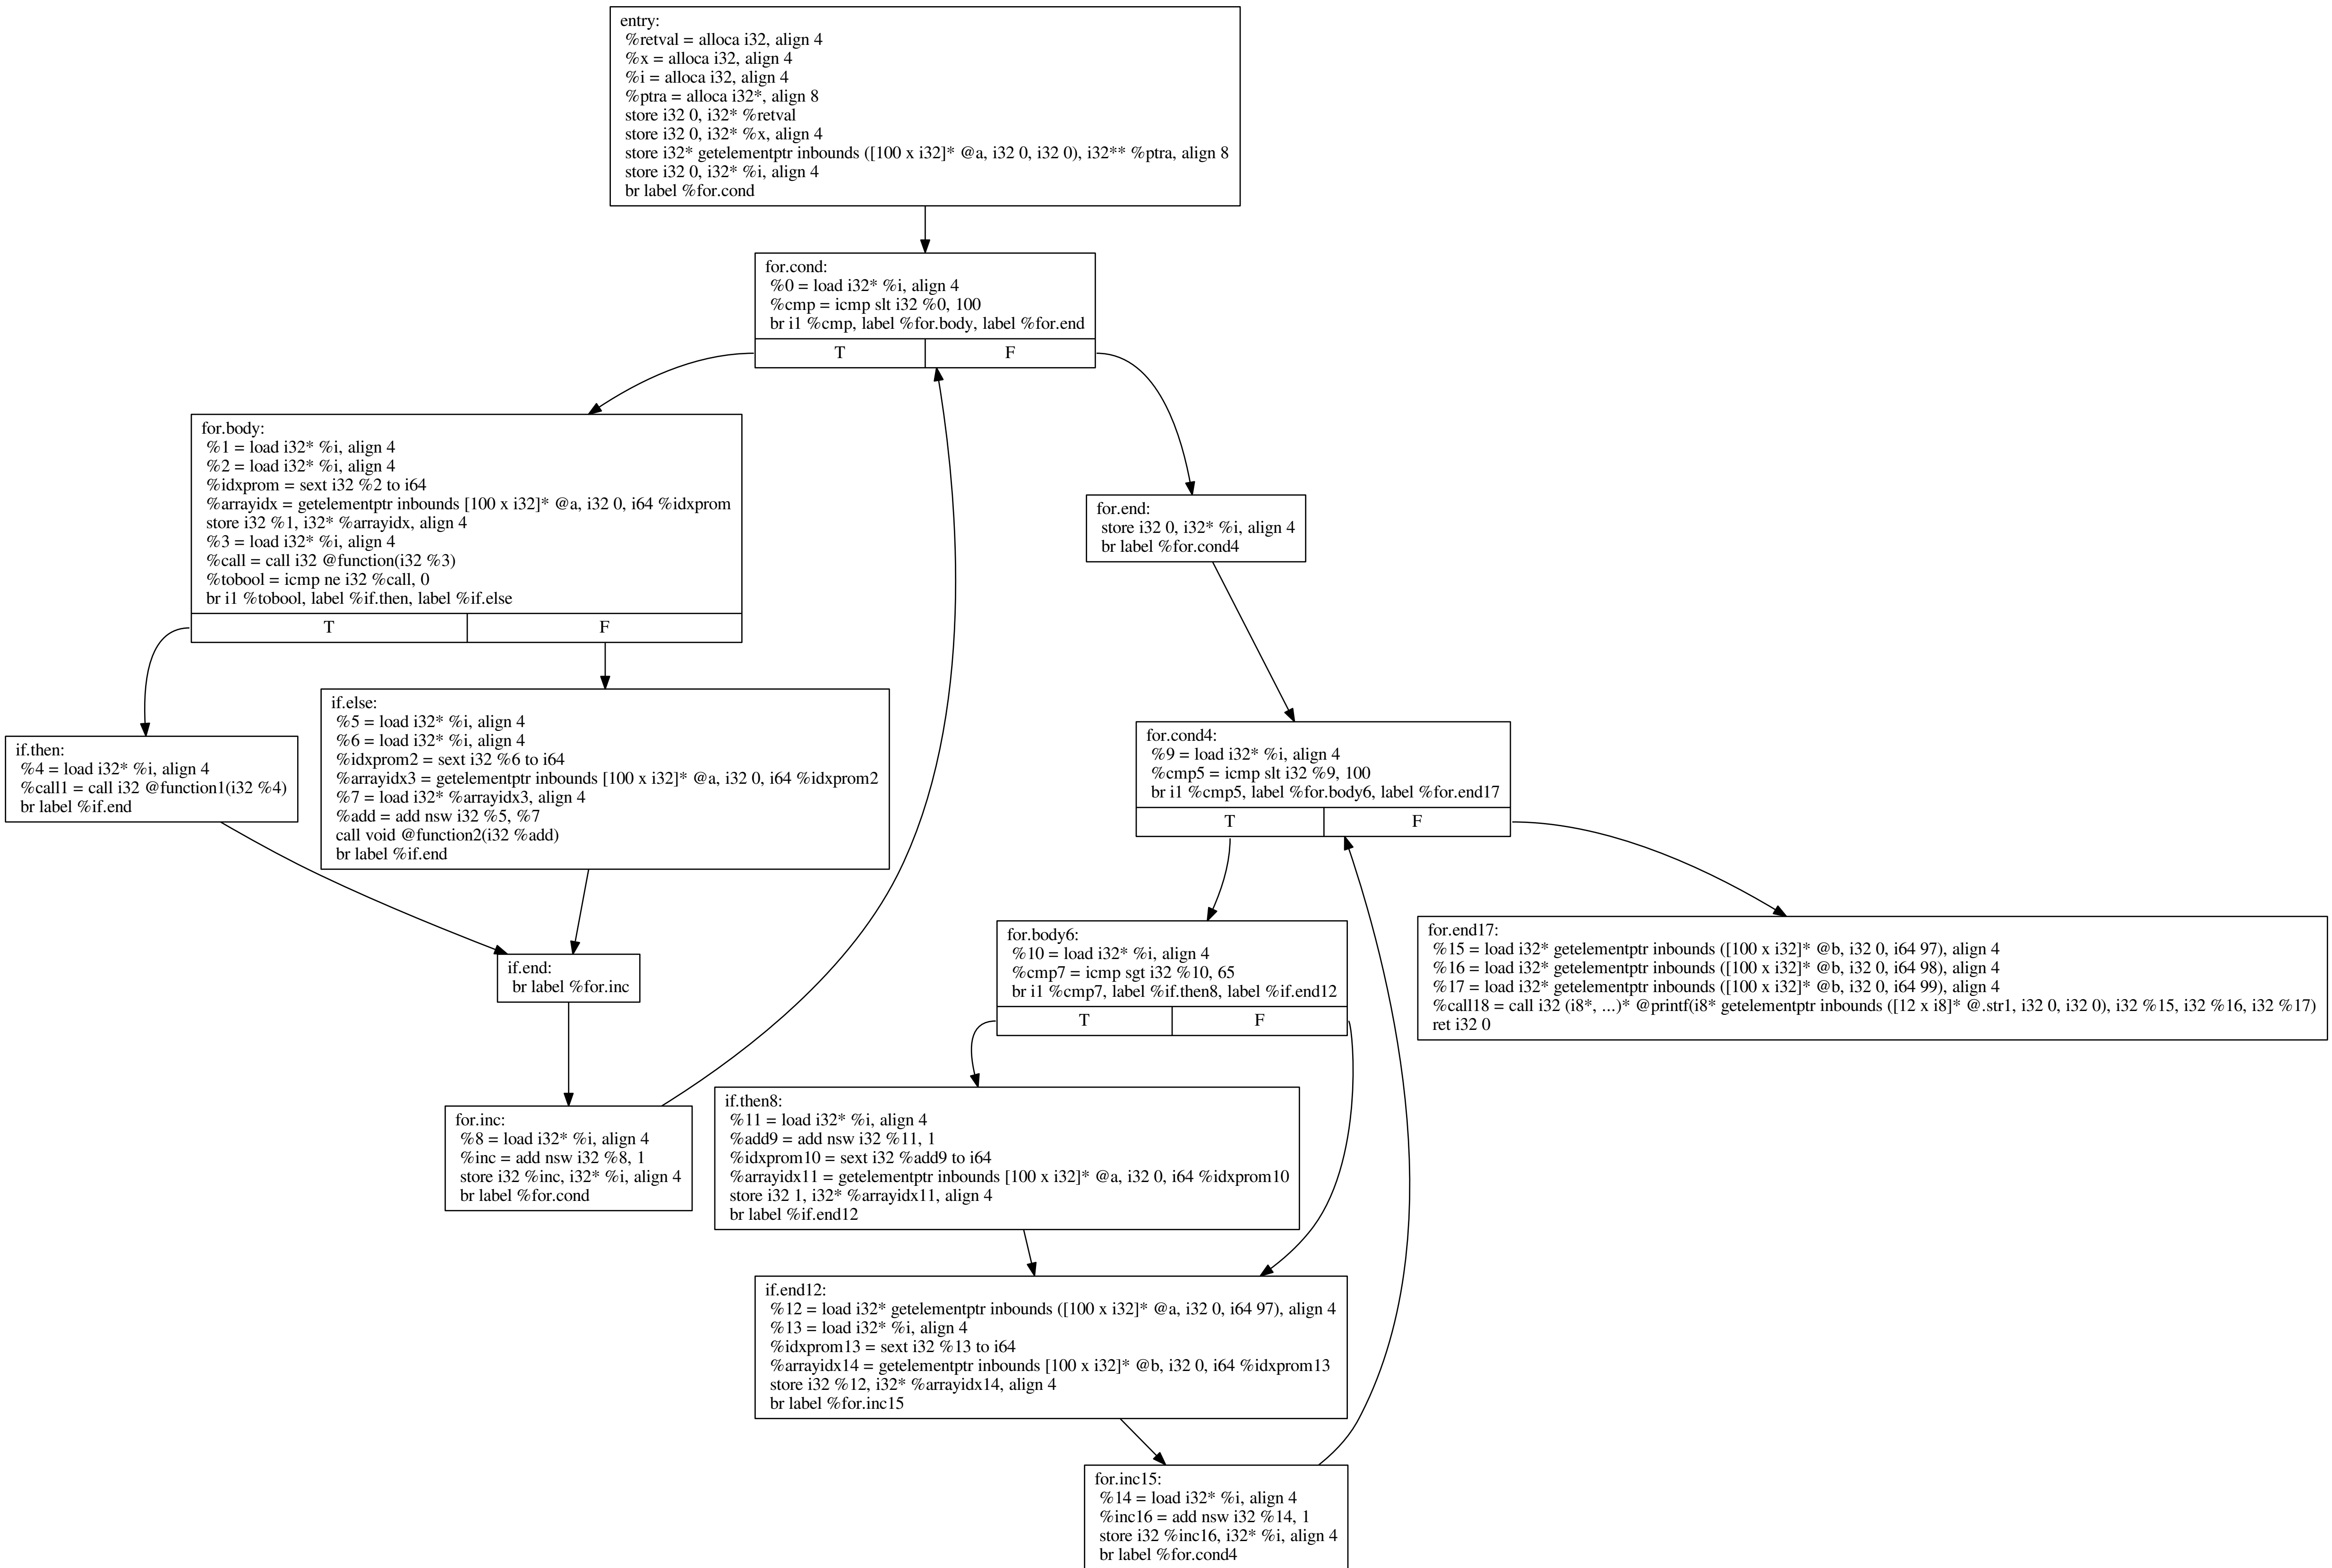 entry:
%retval = alloca i32, align 4
%x = alloca i32, align 4
%i = alloca i32, align 4
%ptra = alloca i32*, align 8
store i32 0, i32* %retval
store i32 0, i32* %x, align 4
store i32* getelementptr inbounds ([100 x i32]* @a, i32 0, i32 0), i32** %ptra, align 8
store i32 0, i32* %i, align 4
br label %for.cond
for.cond:
%0 = load i32* %i, align 4
%cmp = icmp slt i32 %0, 100
br i1 %cmp, label %for.body, label %for.end
T
F
for.body:
%1 = load i32* %i, align 4
%2 = load i32* %i, align 4
%idxprom = sext i32 %2 to i64
%arrayidx = getelementptr inbounds [100 x i32]* @a, i32 0, i64 %idxprom
store i32 %1, i32* %arrayidx, align 4
%3 = load i32* %i, align 4
%call = call i32 @function(i32 %3)
%tobool = icmp ne i32 %call, 0
br i1 %tobool, label %if.then, label %if.else
T
F
for.end:
store i32 0, i32* %i, align 4
br label %for.cond4
if.then:
%4 = load i32* %i, align 4
%call1 = call i32 @function1(i32 %4)
br label %if.end
if.else:
%5 = load i32* %i, align 4
%6 = load i32* %i, align 4
%idxprom2 = sext i32 %6 to i64
%arrayidx3 = getelementptr inbounds [100 x i32]* @a, i32 0, i64 %idxprom2
%7 = load i32* %arrayidx3, align 4
%add = add nsw i32 %5, %7
call void @function2(i32 %add)
br label %if.end
for.cond4:
%9 = load i32* %i, align 4
%cmp5 = icmp slt i32 %9, 100
br i1 %cmp5, label %for.body6, label %for.end17
T
F
if.end:
br label %for.inc
for.body6:
%10 = load i32* %i, align 4
%cmp7 = icmp sgt i32 %10, 65
br i1 %cmp7, label %if.then8, label %if.end12
T
F
for.end17:
%15 = load i32* getelementptr inbounds ([100 x i32]* @b, i32 0, i64 97), align 4
%16 = load i32* getelementptr inbounds ([100 x i32]* @b, i32 0, i64 98), align 4
%17 = load i32* getelementptr inbounds ([100 x i32]* @b, i32 0, i64 99), align 4
%call18 = call i32 (i8*, ...)* @printf(i8* getelementptr inbounds ([12 x i8]* @.str1, i32 0, i32 0), i32 %15, i32 %16, i32 %17)
ret i32 0
for.inc:
%8 = load i32* %i, align 4
%inc = add nsw i32 %8, 1
store i32 %inc, i32* %i, align 4
br label %for.cond
if.then8:
%11 = load i32* %i, align 4
%add9 = add nsw i32 %11, 1
%idxprom10 = sext i32 %add9 to i64
%arrayidx11 = getelementptr inbounds [100 x i32]* @a, i32 0, i64 %idxprom10
store i32 1, i32* %arrayidx11, align 4
br label %if.end12
if.end12:
%12 = load i32* getelementptr inbounds ([100 x i32]* @a, i32 0, i64 97), align 4
%13 = load i32* %i, align 4
%idxprom13 = sext i32 %13 to i64
%arrayidx14 = getelementptr inbounds [100 x i32]* @b, i32 0, i64 %idxprom13
store i32 %12, i32* %arrayidx14, align 4
br label %for.inc15
for.inc15:
%14 = load i32* %i, align 4
%inc16 = add nsw i32 %14, 1
store i32 %inc16, i32* %i, align 4
br label %for.cond4